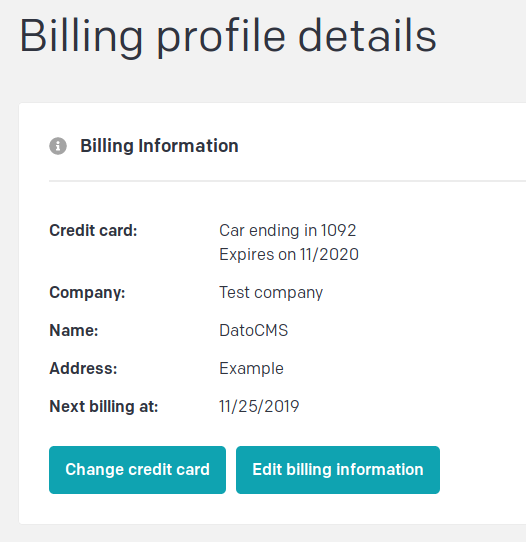 Billing profile details
Billing Information
Credit card: Car ending in 1092
Expires on 11/2020
Company: Test company
Name: DatoCMS
Address: Example
Next billing at: 11/25/2019
Change credit card Edit billing information